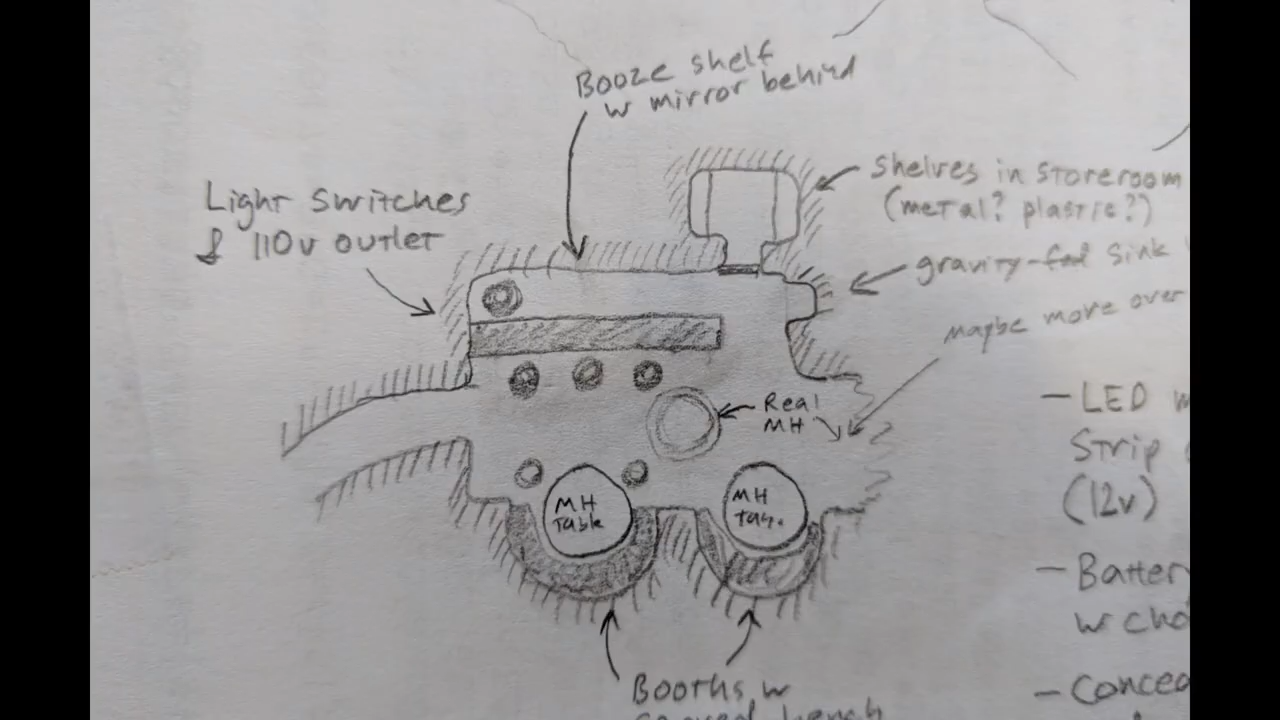 Booze shelf
w mirror behind
Shelves in storeroom
(metal? plastic?)
Light switches
& 110v outlet
gravity-fed sink
maybe more over
Real
MH
- LED
Strip
(12v)
MH
Table
MH
- Batter
w cho
- Concea
Booths w
bench